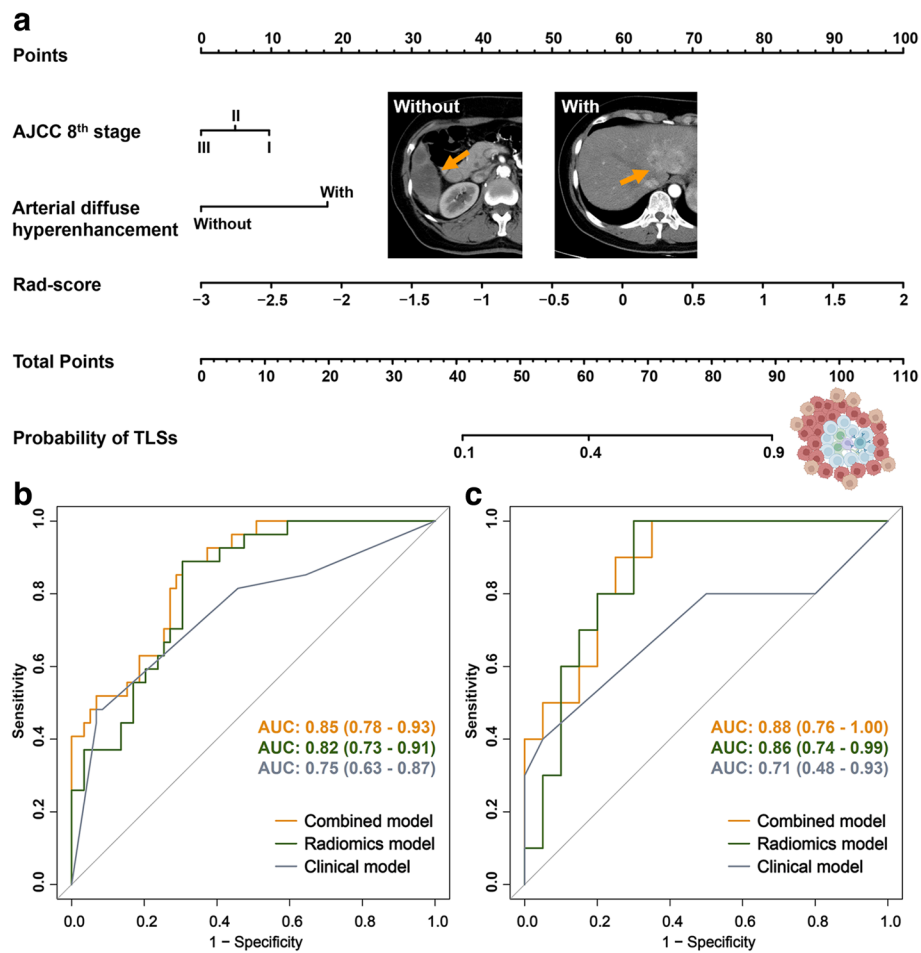 a
Points
0 10 20 30 40 50 60 70 80 90 100
AJCC 8th stage
II
III I
Without
With
Arterial diffuse
hyperenhancement
With
Without
Rad-score
−3 −2.5 −2 −1.5 −1 −0.5 0 0.5 1 1.5 2
Total Points
0 10 20 30 40 50 60 70 80 90 100 110
Probability of TLSs
0.1 0.4 0.9
b
Sensitivity
1.0
0.8
0.6
0.4
0.2
0.0
AUC: 0.85 (0.78 - 0.93)
AUC: 0.82 (0.73 - 0.91)
AUC: 0.75 (0.63 - 0.87)
Combined model
Radiomics model
Clinical model
0.0 0.2 0.4 0.6 0.8 1.0
1 − Specificity
c
Sensitivity
1.0
0.8
0.6
0.4
0.2
0.0
AUC: 0.88 (0.76 - 1.00)
AUC: 0.86 (0.74 - 0.99)
AUC: 0.71 (0.48 - 0.93)
Combined model
Radiomics model
Clinical model
0.0 0.2 0.4 0.6 0.8 1.0
1 − Specificity